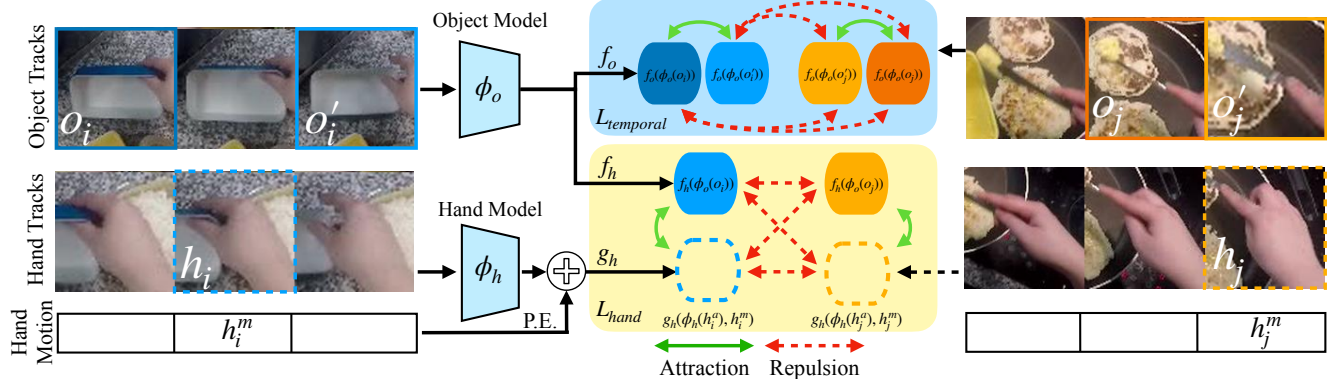 Object Tracks
o_i
o'_i
Hand Tracks
h_i
Hand Motion
h_i^m
Object Model
ϕ_o
Hand Model
ϕ_h
P.E.
f_o
f_o(ϕ_o(o_i))
f_o(ϕ_o(o'_i))
f_o(ϕ_o(o'_j))
f_o(ϕ_o(o_j))
L_temporal
f_h
f_h(ϕ_o(o_i))
f_h(ϕ_o(o_j))
g_h
L_hand
g_h(ϕ_h(h_i^a), h_i^m)
g_h(ϕ_h(h_j^a), h_j^m)
Attraction
Repulsion
o_j
o'_j
h_j
h_j^m